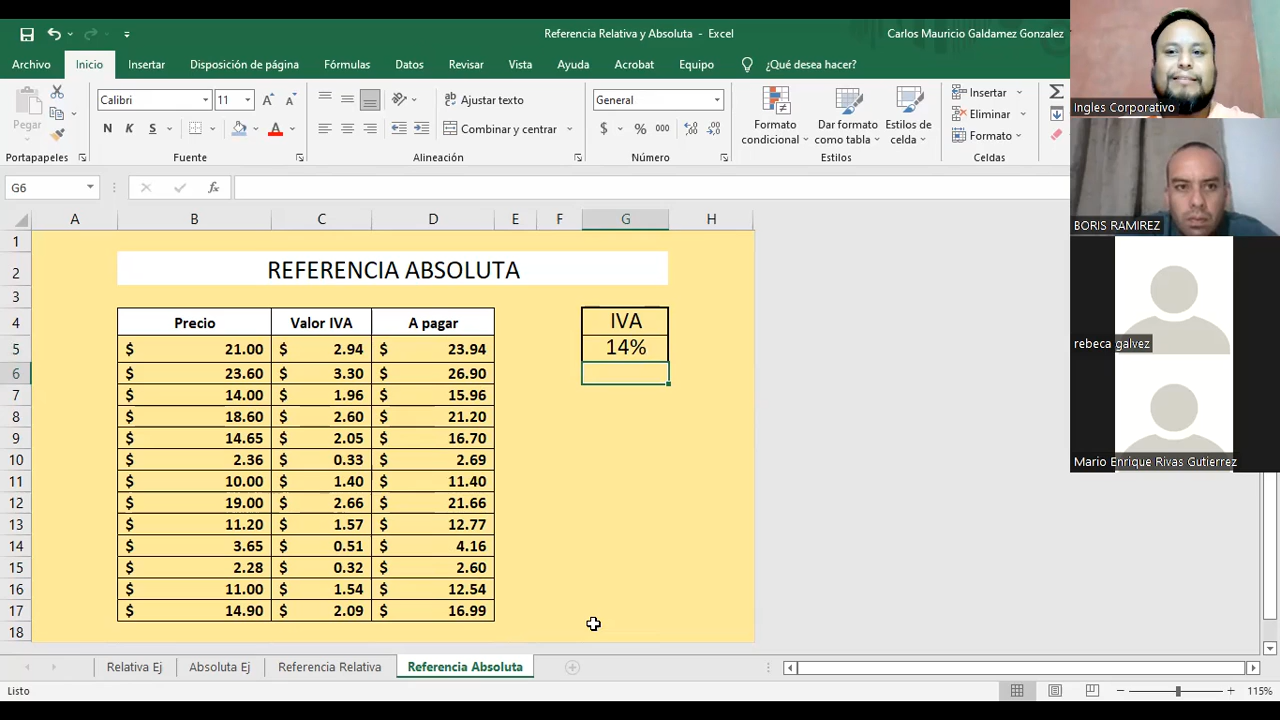 Referencia Relativa y Absoluta - Excel
Carlos Mauricio Galdamez Gonzalez
Archivo Inicio Insertar Disposición de página Fórmulas Datos Revisar Vista Ayuda Acrobat Equipo ¿Qué desea hacer?
Pegar
Calibri 11
N K S
Ajustar texto
Combinar y centrar
General
$ % 000
Formato condicional
Dar formato como tabla
Estilos de celda
Insertar
Eliminar
Formato
Portapapeles Fuente Alineación Número Estilos Celdas
G6
A B C D E F G H
1
2 REFERENCIA ABSOLUTA
3
4 Precio Valor IVA A pagar IVA
5 $ 21.00 $ 2.94 $ 23.94 14%
6 $ 23.60 $ 3.30 $ 26.90
7 $ 14.00 $ 1.96 $ 15.96
8 $ 18.60 $ 2.60 $ 21.20
9 $ 14.65 $ 2.05 $ 16.70
10 $ 2.36 $ 0.33 $ 2.69
11 $ 10.00 $ 1.40 $ 11.40
12 $ 19.00 $ 2.66 $ 21.66
13 $ 11.20 $ 1.57 $ 12.77
14 $ 3.65 $ 0.51 $ 4.16
15 $ 2.28 $ 0.32 $ 2.60
16 $ 11.00 $ 1.54 $ 12.54
17 $ 14.90 $ 2.09 $ 16.99
18
Relativa Ej Absoluta Ej Referencia Relativa Referencia Absoluta
Listo
115%
Ingles Corporativo
BORIS RAMIREZ
rebeca galvez
Mario Enrique Rivas Gutierrez